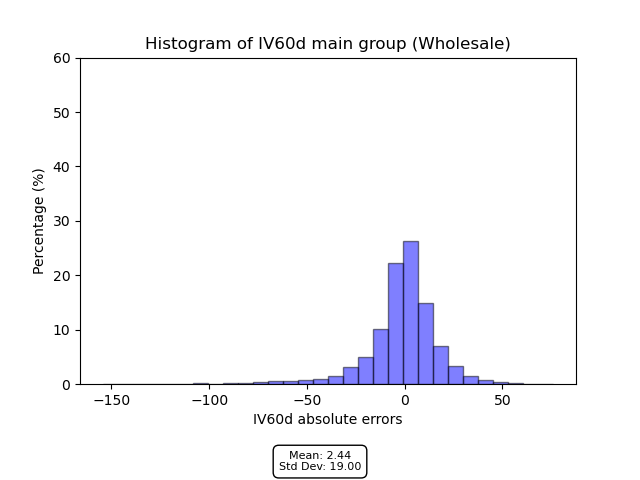 Histogram of IV60d main group (Wholesale)
Percentage (%)
60
50
40
30
20
10
0
−150
−100
−50
0
50
IV60d absolute errors
Mean: 2.44
Std Dev: 19.00